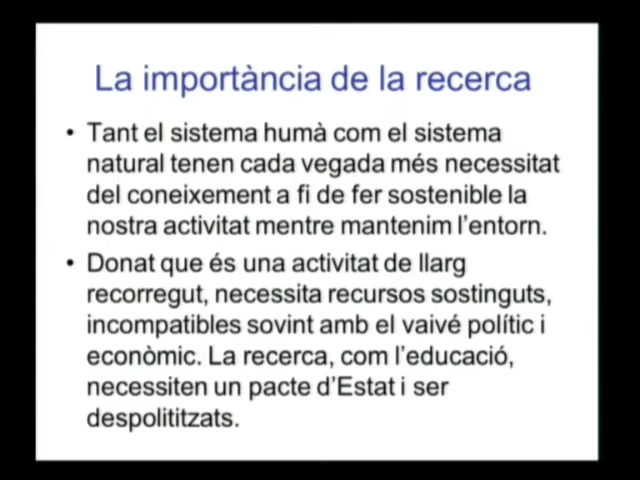 La importància de la recerca
• Tant el sistema humà com el sistema
natural tenen cada vegada més necessitat
del coneixement a fi de fer sostenible la
nostra activitat mentre mantenim l’entorn.
• Donat que és una activitat de llarg
recorregut, necessita recursos sostinguts,
incompatibles sovint amb el vaivé polític i
econòmic. La recerca, com l’educació,
necessiten un pacte d’Estat i ser
despolititzats.